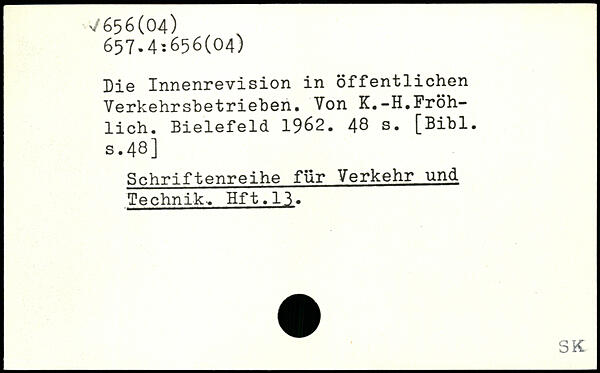 √656(04)
657.4:656(04)
Die Innenrevision in öffentlichen
Verkehrsbetrieben. Von K.-H.Fröh-
lich. Bielefeld 1962. 48 s. [Bibl.
s.48]
Schriftenreihe für Verkehr und
Technik. Hft.13.
SK